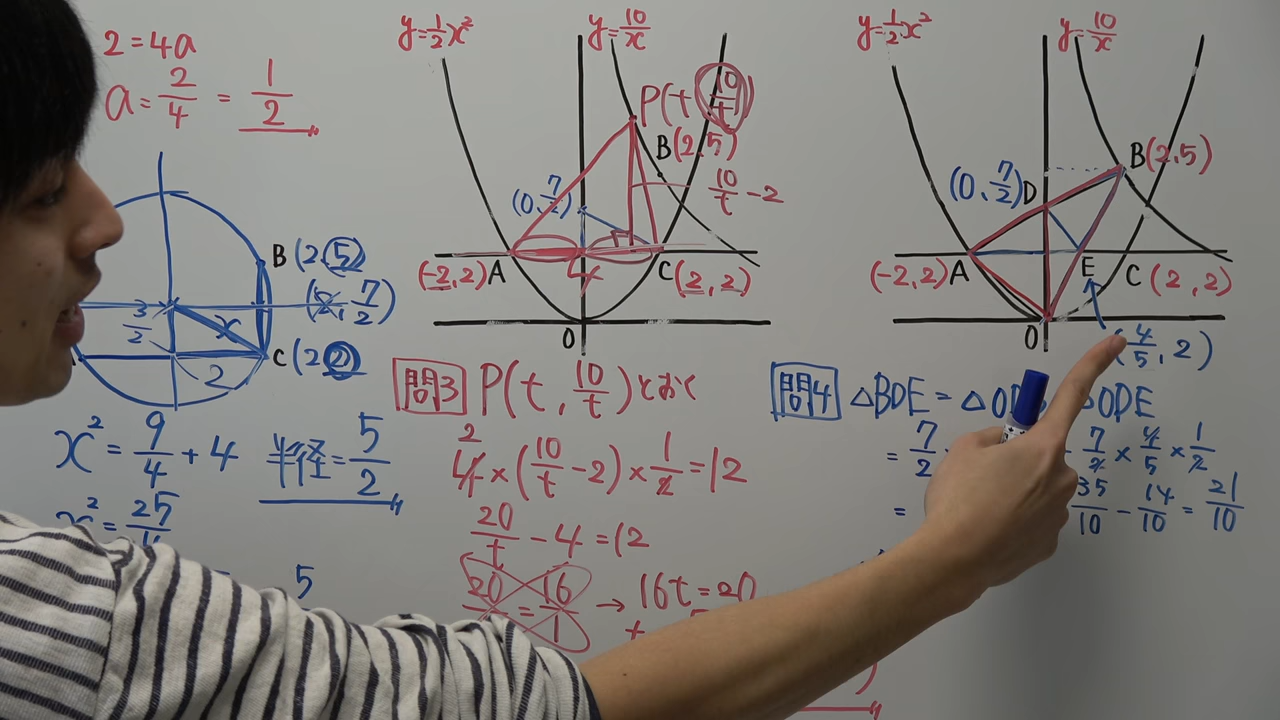 2=4a
a=2/4=1/2
B(2,5)
(2,7/2)
3/2
x
2
C(2,2)
x²=9/4+4
半径=5/2
x²=25/
5
y=1/2x²
y=10/x
P(t,10/t)
B(2,5)
10/t-2
(0,7/2)
(-2,2)A
4
C(2,2)
O
問3 P(t,10/t)とおく
4×(10/t-2)×1/2=12
2
20/t-4=12
20/ =16/1→16t=20
t
y=1/2x²
y=10/x
B(2,5)
(0,7/2)D
(-2,2)A
E
C(2,2)
O
(4/5,2)
問4 △BDE=△O ODE
=7/2 7/2×4/5×1/2
= 35/10-14/10=21/10